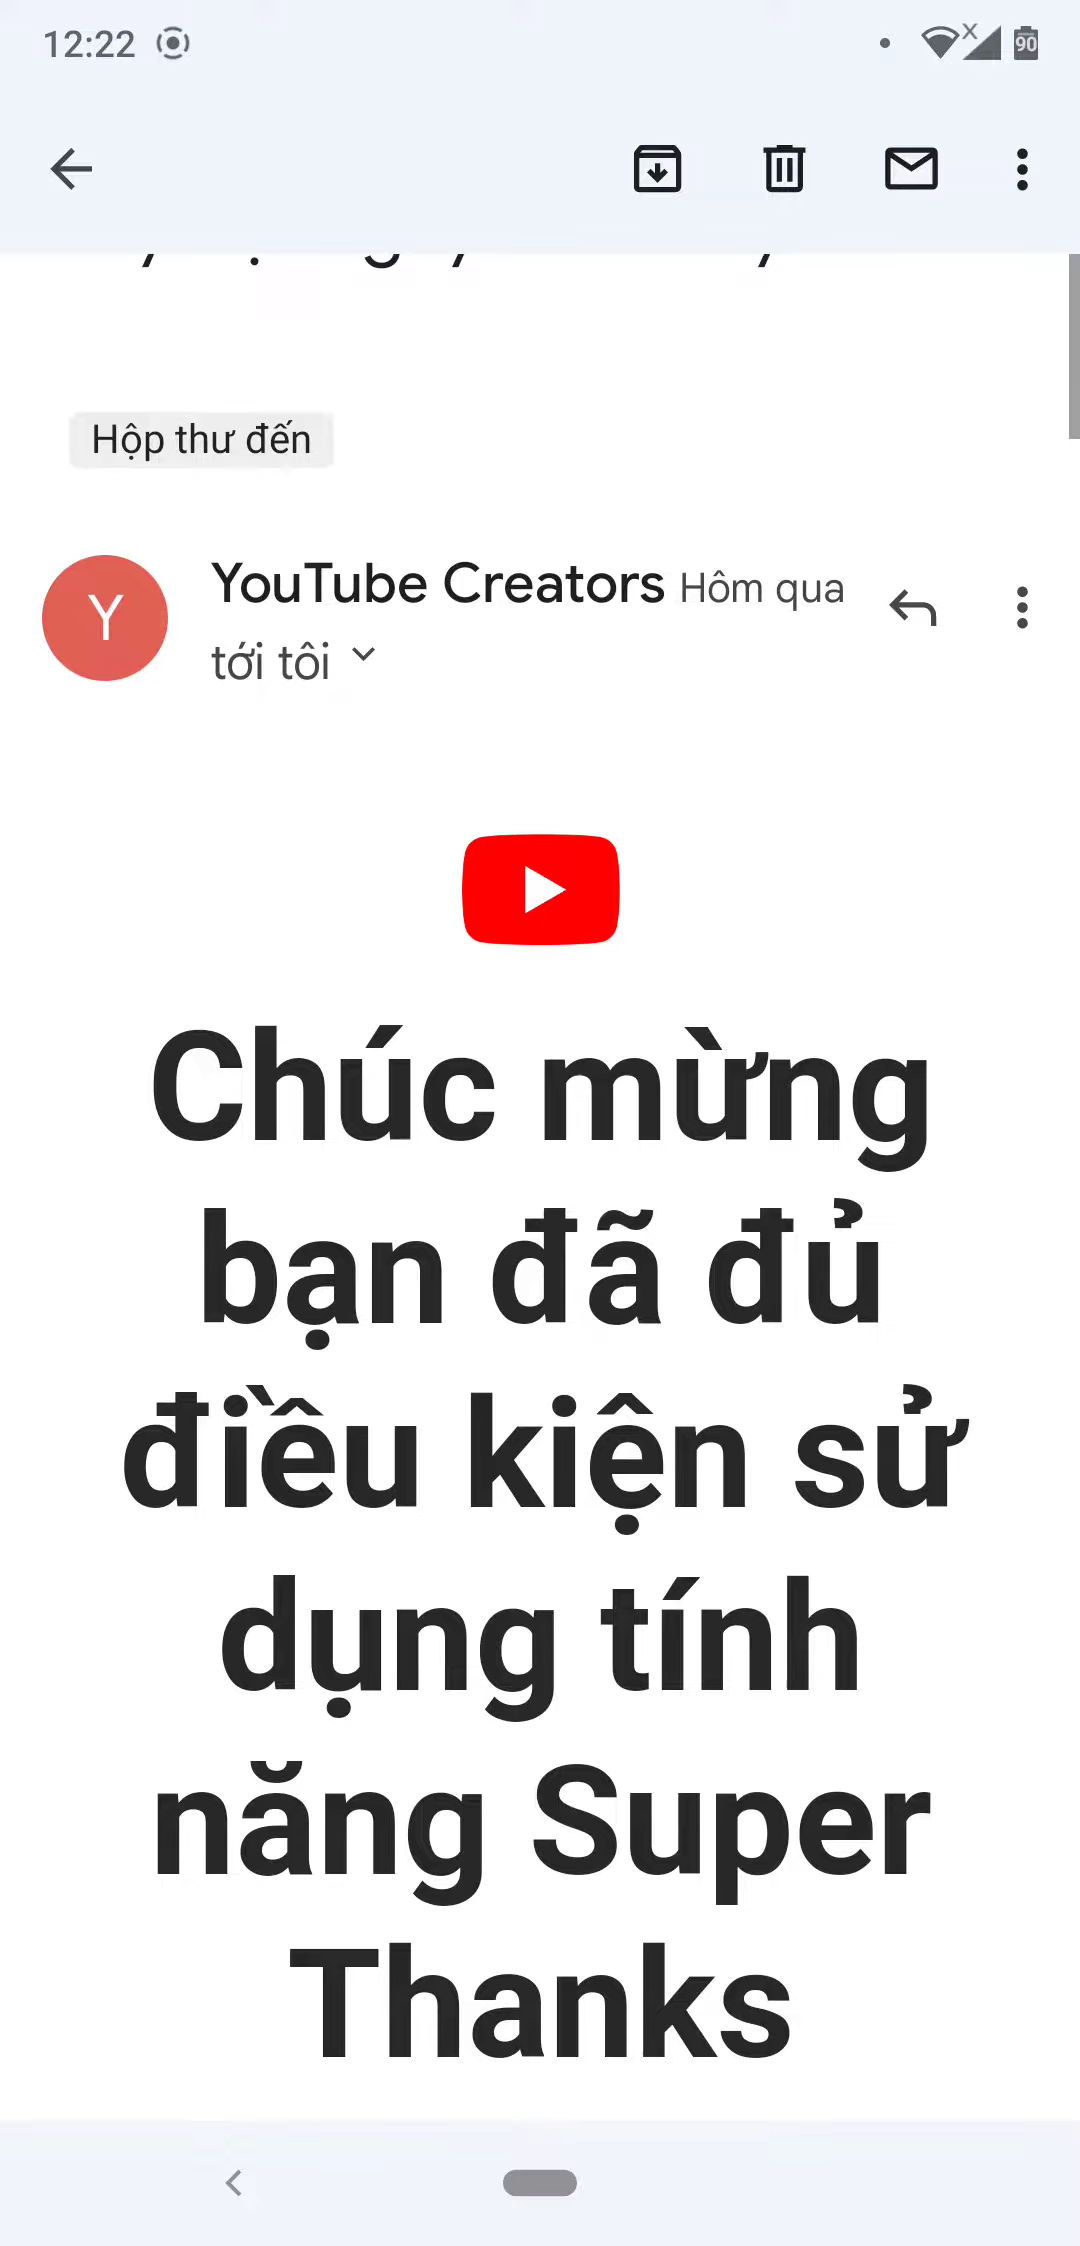 12:22
90
Hộp thư đến
Y
YouTube Creators Hôm qua
tới tôi
Chúc mừng
bạn đã đủ
điều kiện sử
dụng tính
năng Super
Thanks